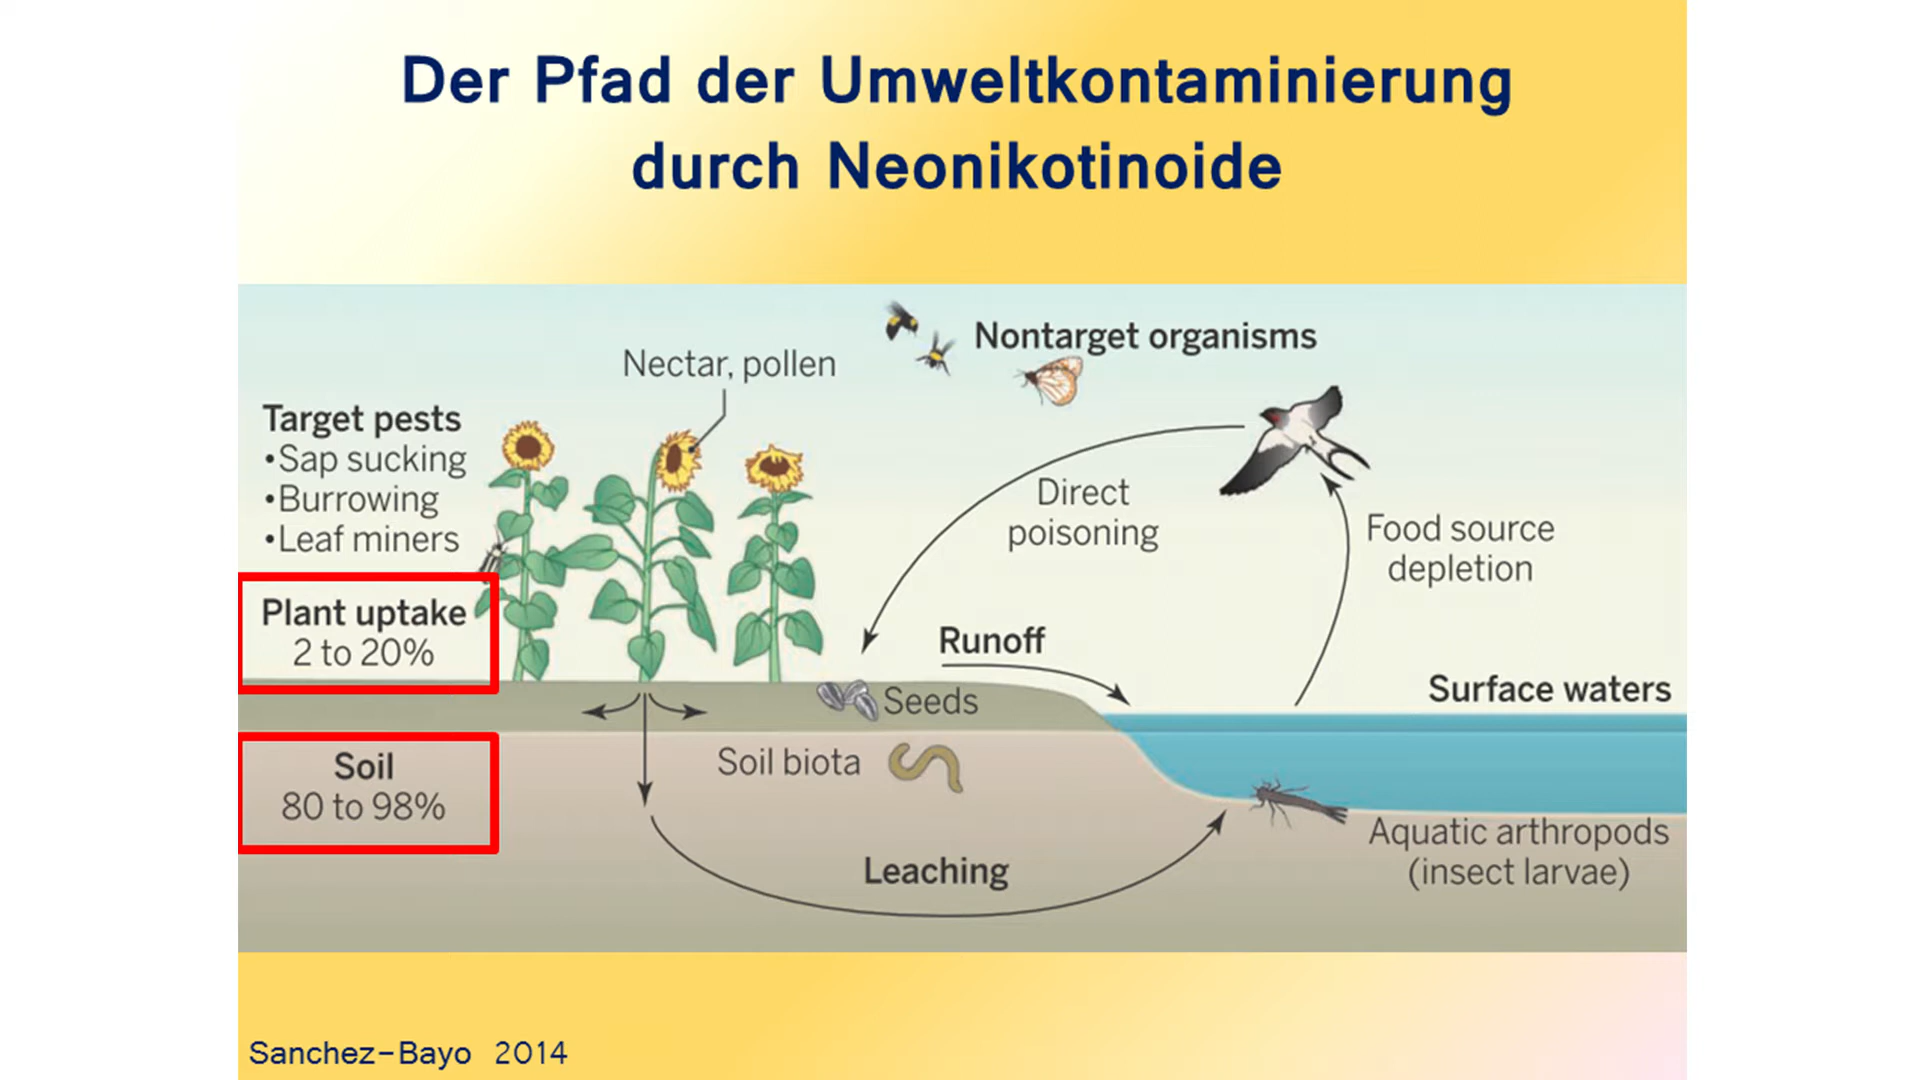 Der Pfad der Umweltkontaminierung
durch Neonikotinoide
Nontarget organisms
Nectar, pollen
Target pests
•Sap sucking
•Burrowing
•Leaf miners
Direct
poisoning
Food source
depletion
Plant uptake
2 to 20%
Runoff
Surface waters
Seeds
Soil biota
Soil
80 to 98%
Leaching
Aquatic arthropods
(insect larvae)
Sanchez-Bayo 2014